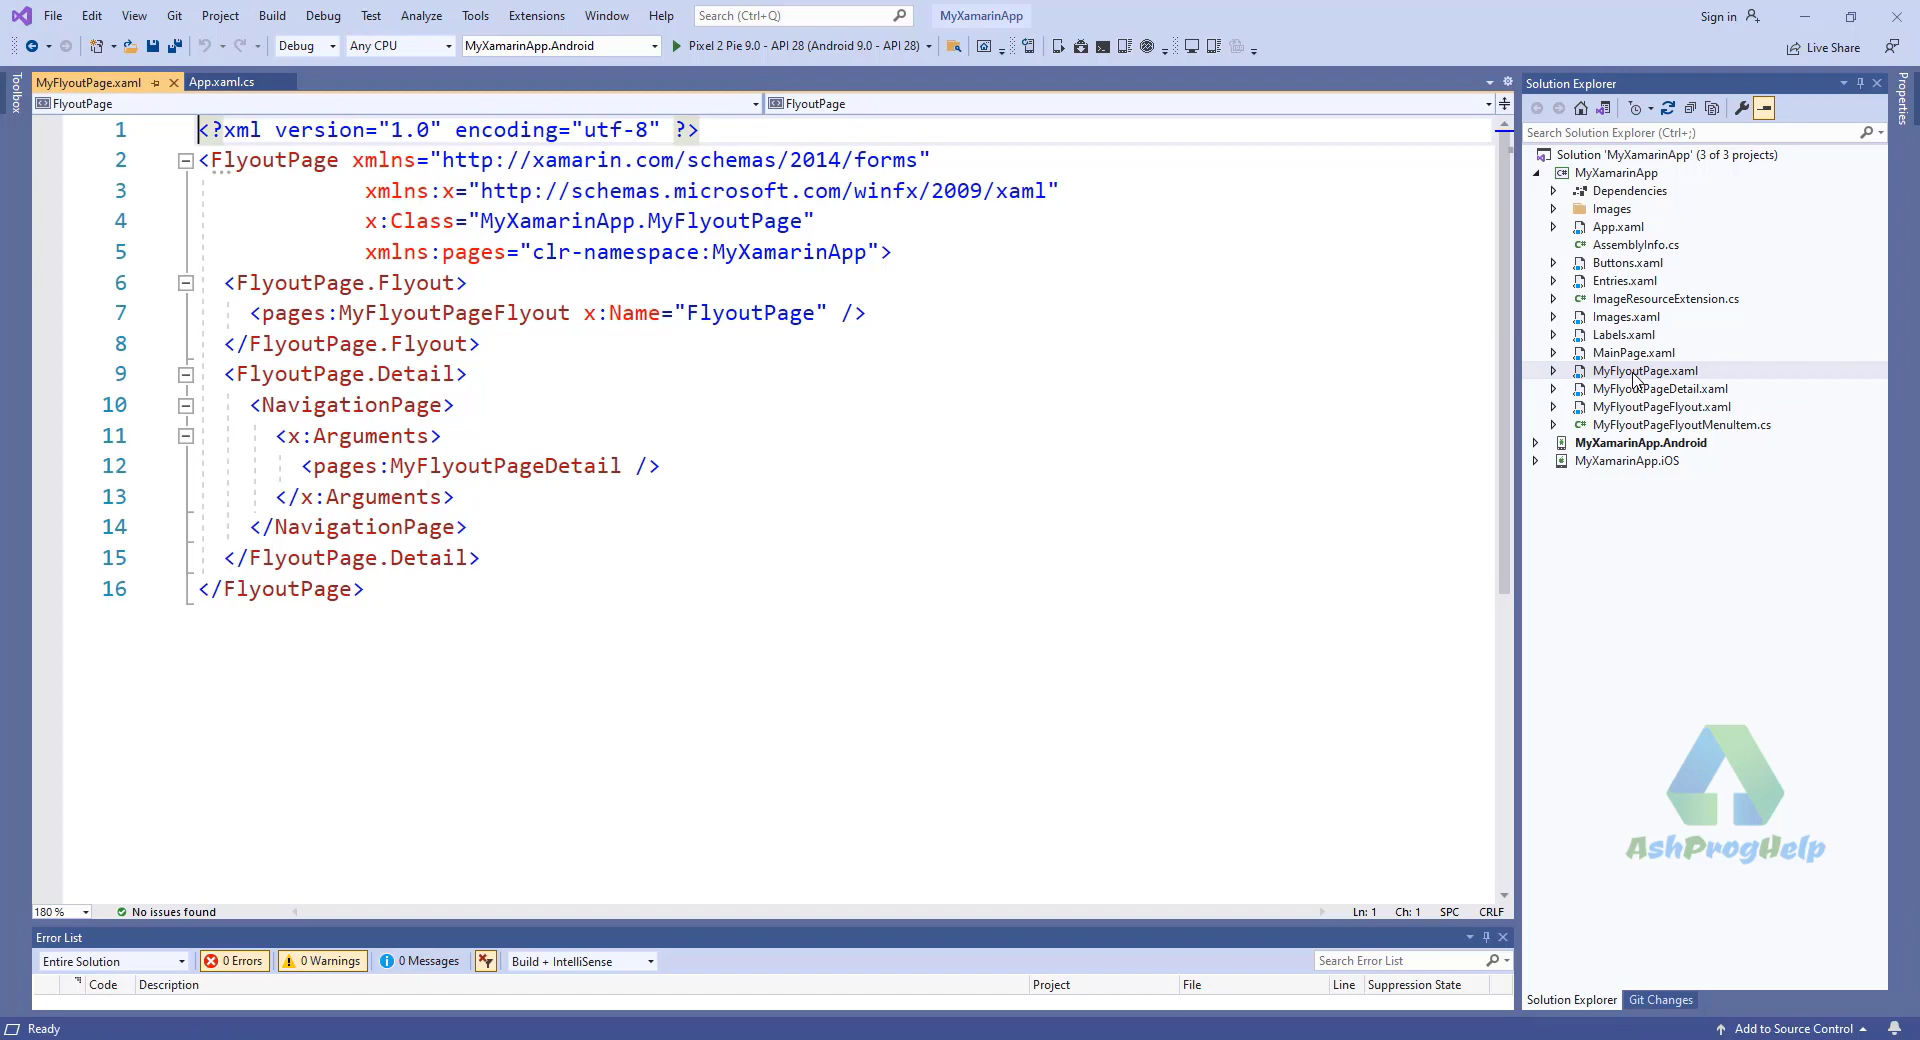 File Edit View Git Project Build Debug Test Analyze Tools Extensions Window Help Search (Ctrl+Q) MyXamarinApp Sign in
Debug Any CPU MyXamarinApp.Android Pixel 2 Pie 9.0 - API 28 (Android 9.0 - API 28) Live Share
Toolbox
MyFlyoutPage.xaml App.xaml.cs
FlyoutPage FlyoutPage
1 <?xml version="1.0" encoding="utf-8" ?>
2 <FlyoutPage xmlns="http://xamarin.com/schemas/2014/forms"
3 xmlns:x="http://schemas.microsoft.com/winfx/2009/xaml"
4 x:Class="MyXamarinApp.MyFlyoutPage"
5 xmlns:pages="clr-namespace:MyXamarinApp">
6 <FlyoutPage.Flyout>
7 <pages:MyFlyoutPageFlyout x:Name="FlyoutPage" />
8 </FlyoutPage.Flyout>
9 <FlyoutPage.Detail>
10 <NavigationPage>
11 <x:Arguments>
12 <pages:MyFlyoutPageDetail />
13 </x:Arguments>
14 </NavigationPage>
15 </FlyoutPage.Detail>
16 </FlyoutPage>
180 % No issues found Ln: 1 Ch: 1 SPC CRLF
Error List
Entire Solution 0 Errors 0 Warnings 0 Messages Build + IntelliSense Search Error List
Code Description Project File Line Suppression State
Solution Explorer
Search Solution Explorer (Ctrl+;)
Solution 'MyXamarinApp' (3 of 3 projects)
MyXamarinApp
Dependencies
Images
App.xaml
AssemblyInfo.cs
Buttons.xaml
Entries.xaml
ImageResourceExtension.cs
Images.xaml
Labels.xaml
MainPage.xaml
MyFlyoutPage.xaml
MyFlyoutPageDetail.xaml
MyFlyoutPageFlyout.xaml
MyFlyoutPageFlyoutMenuItem.cs
MyXamarinApp.Android
MyXamarinApp.iOS
AshProgHelp
Solution Explorer Git Changes
Properties
Ready Add to Source Control